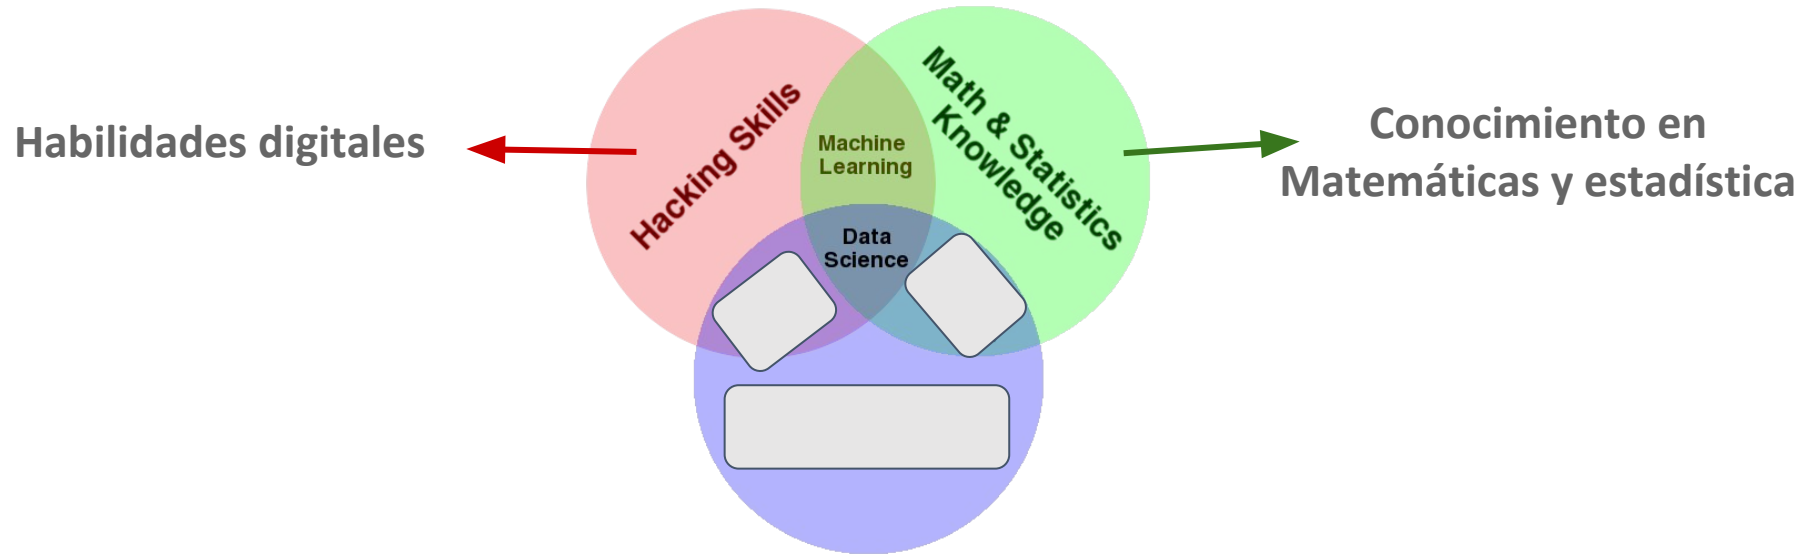 Habilidades digitales
Hacking Skills
Machine
Learning
Math & Statistics
Knowledge
Conocimiento en
Matemáticas y estadística
Data
Science